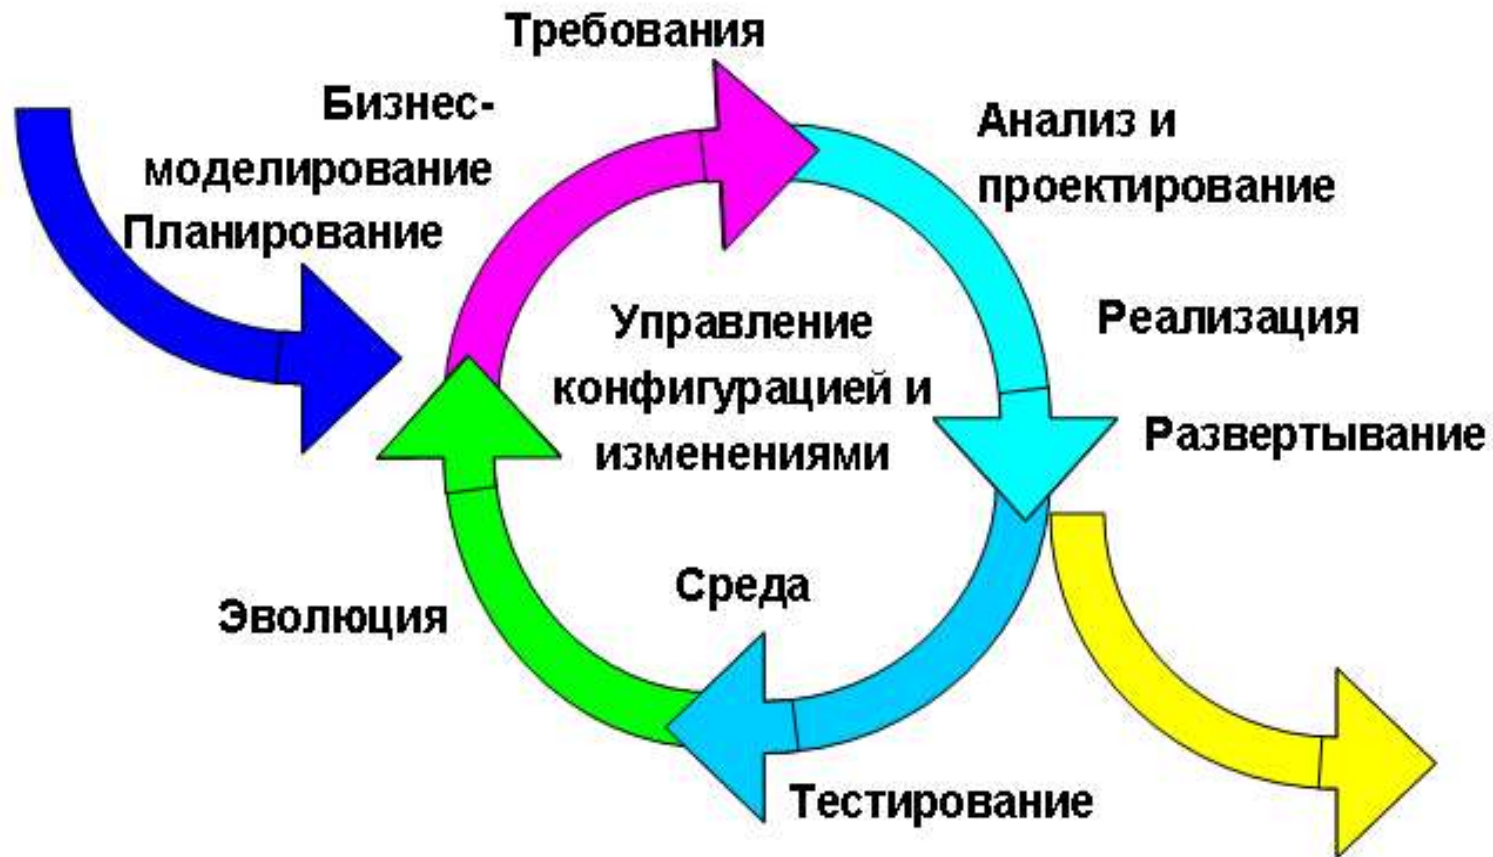 Требования
Бизнес-
моделирование
Планирование
Анализ и
проектирование
Управление
конфигурацией и
изменениями
Реализация
Развертывание
Среда
Эволюция
Тестирование